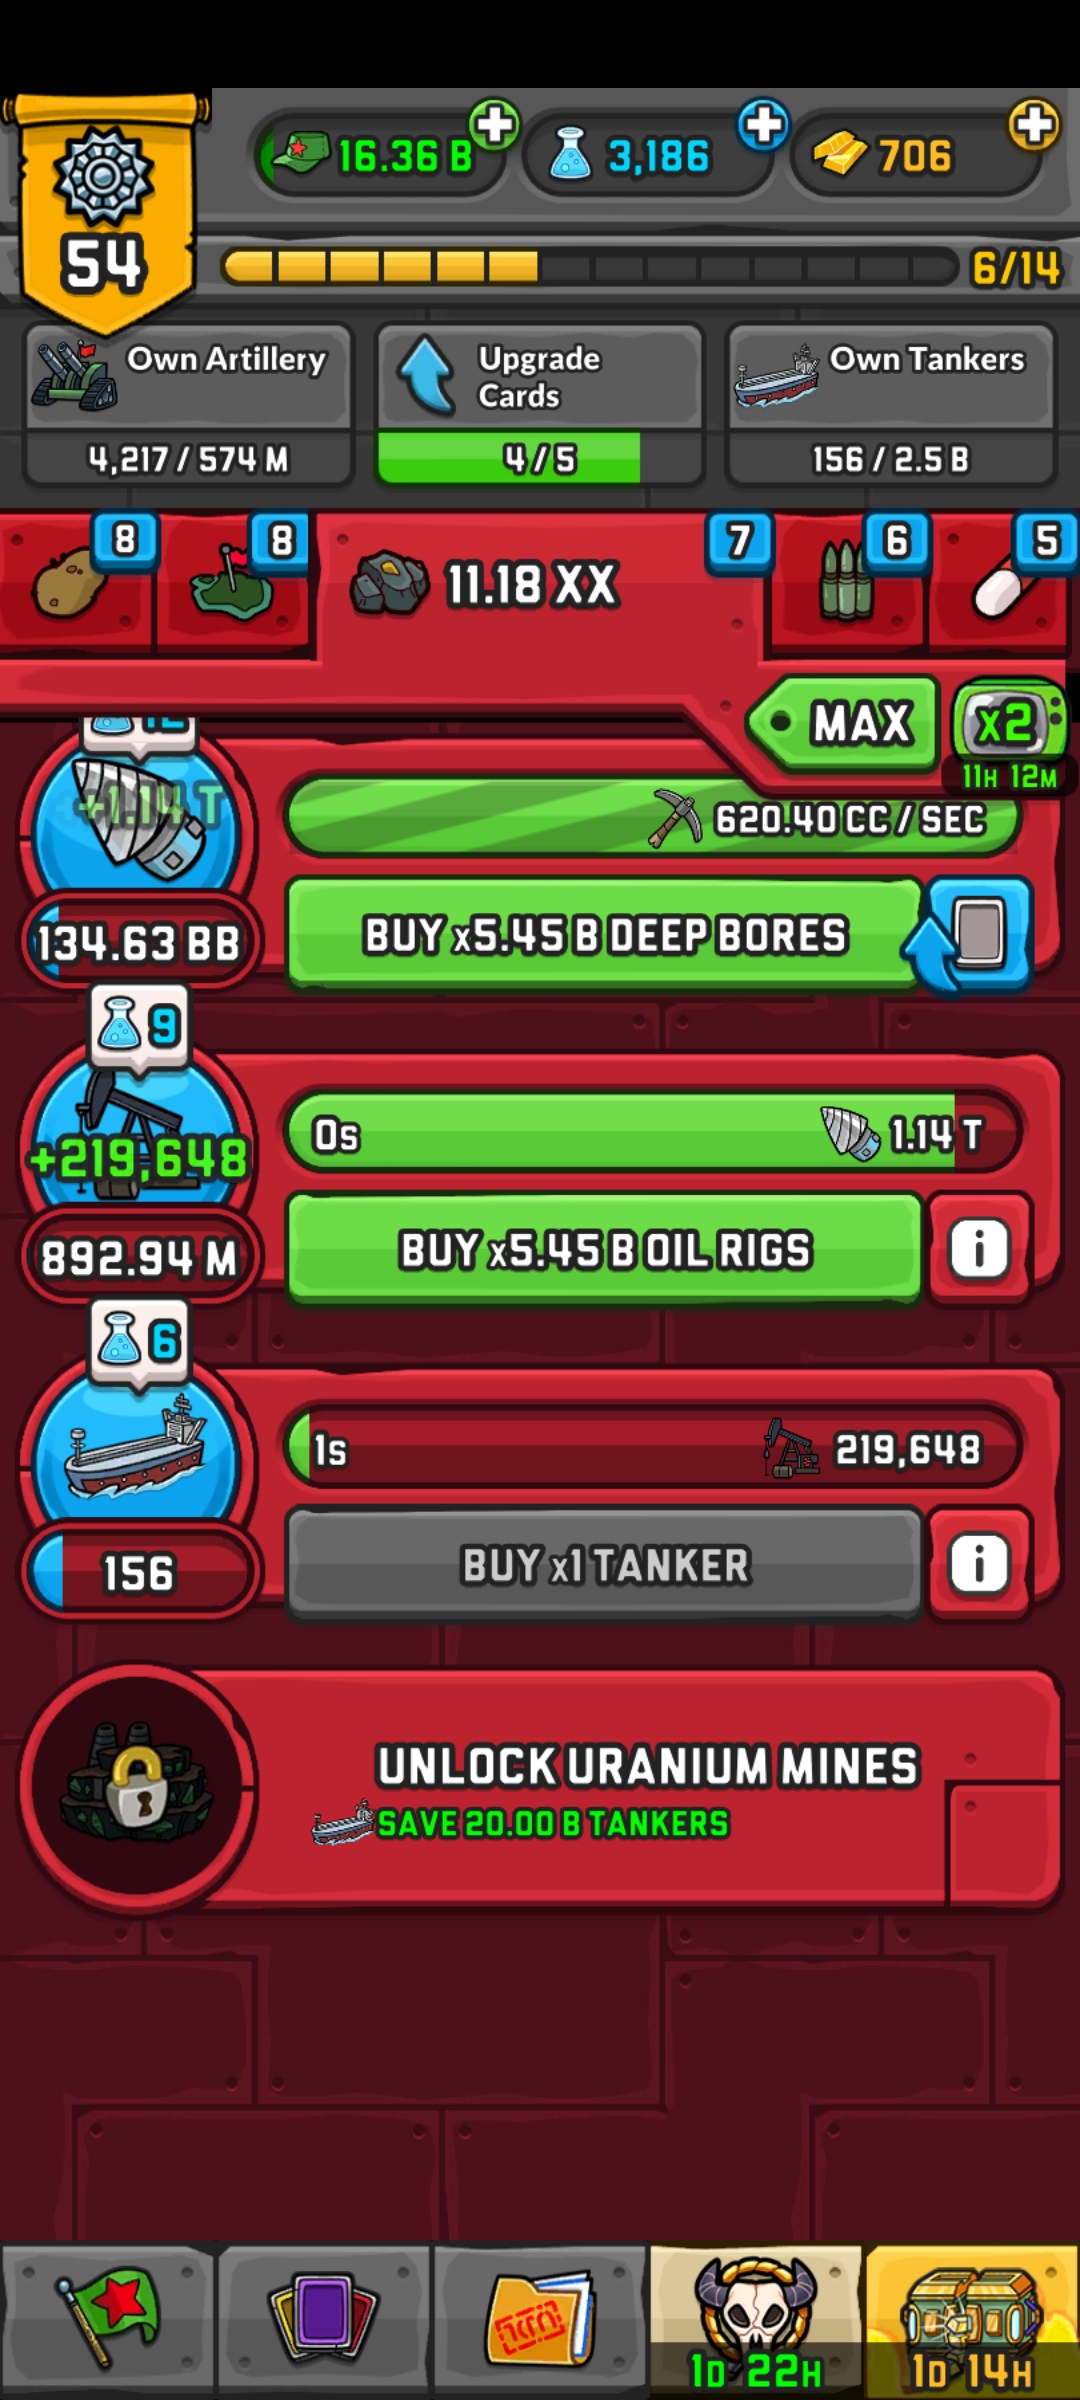 16.36 B
3,186
706
54
6/14
Own Artillery
4,217 / 574 M
Upgrade
Cards
4 / 5
Own Tankers
156 / 2.5 B
8
8
11.18 XX
7
6
5
MAX
x2
11H 12M
12
+1.14 T
620.40 CC / SEC
134.63 BB
BUY x5.45 B DEEP BORES
9
+219,648
0s
1.14 T
892.94 M
BUY x5.45 B OIL RIGS
i
6
1s
219,648
156
BUY x1 TANKER
i
UNLOCK URANIUM MINES
SAVE 20.00 B TANKERS
1D 22H
1D 14H